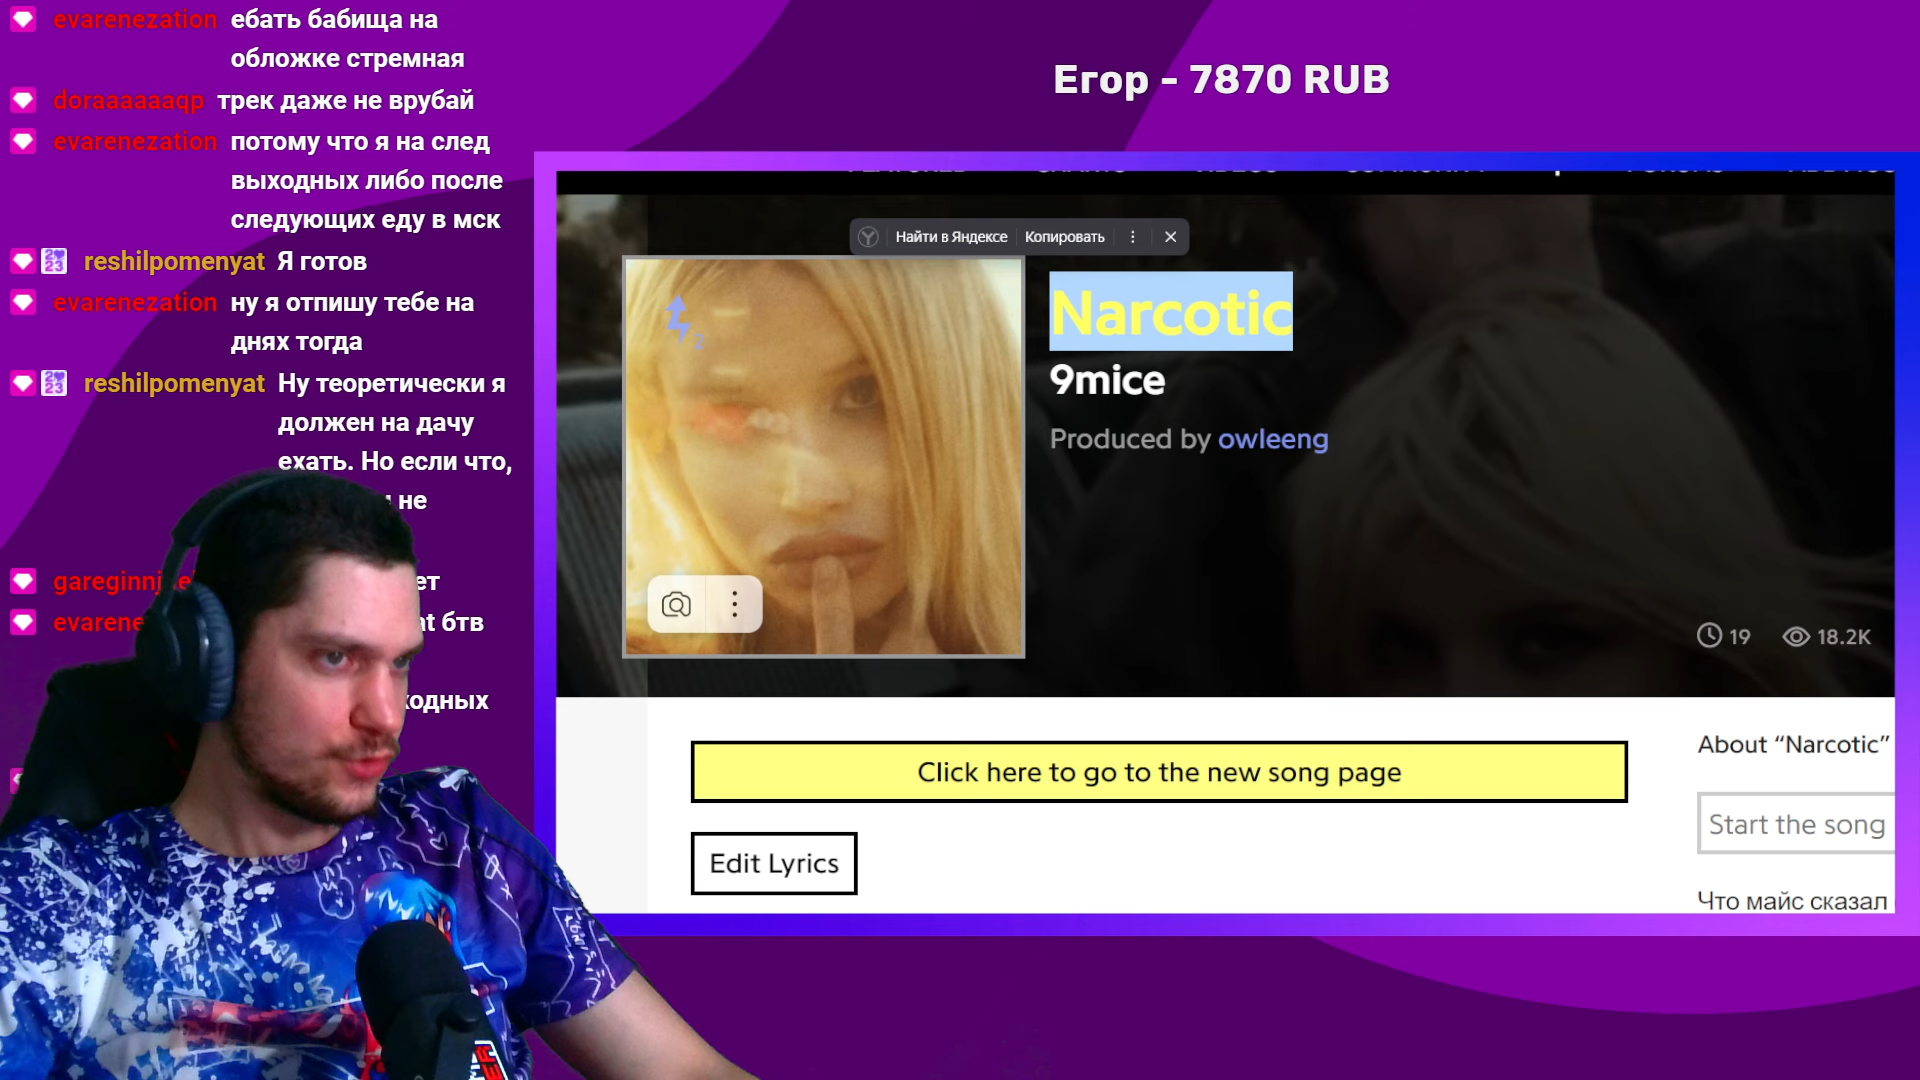 evarenezation ебать бабища на
обложке стремная
doraaaaaaqp трек даже не врубай
evarenezation потому что я на след
выходных либо после
следующих еду в мск
reshilpomenyat Я готов
evarenezation ну я отпишу тебе на
днях тогда
reshilpomenyat Ну теоретически я
должен на дачу
ехать. Но если что,
не
бтв
Егор - 7870 RUB
Найти в Яндексе Копировать
Narcotic
9mice
Produced by owleeng
2
19 18.2K
Click here to go to the new song page
Edit Lyrics
About “Narcotic”
Start the song
Что майс сказал